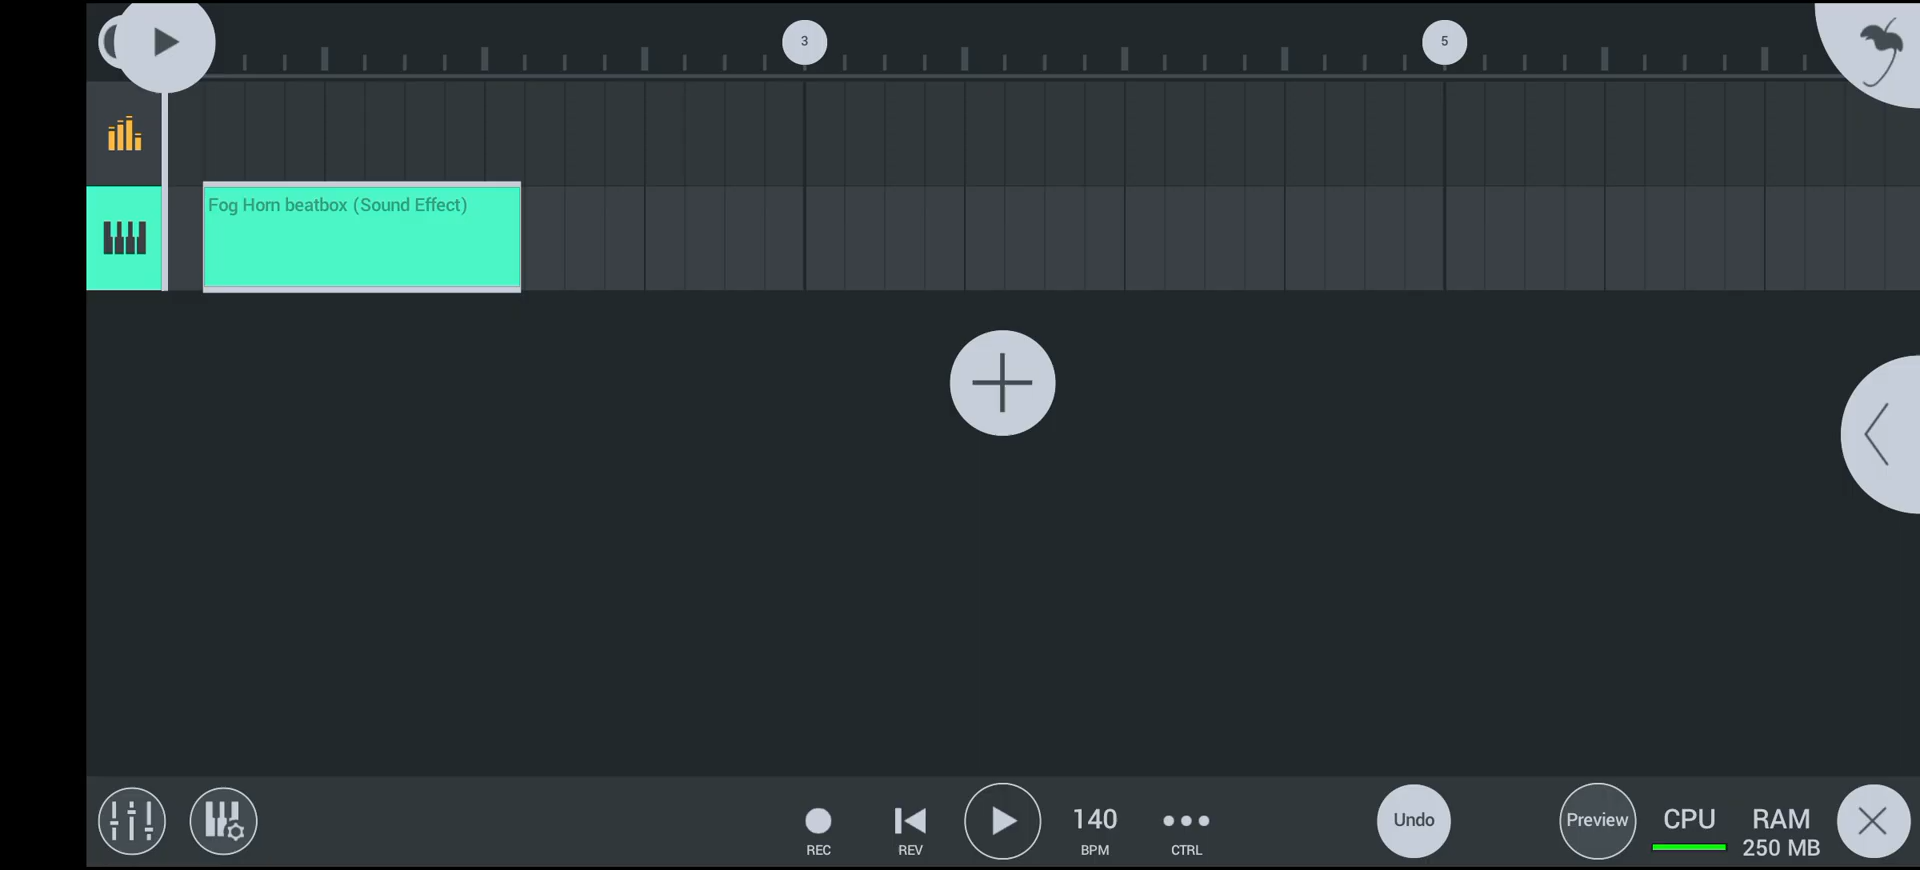 3
5
Fog Horn beatbox (Sound Effect)
REC
REV
140
BPM
CTRL
Undo
Preview
CPU
RAM
250 MB